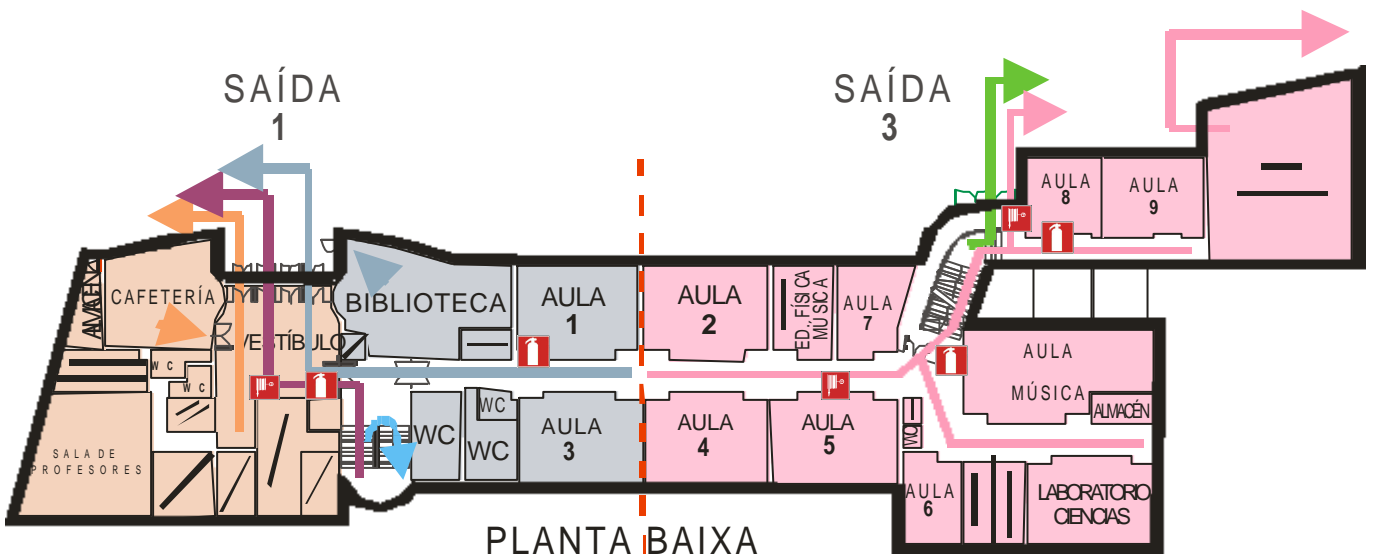 SAÍDA
1
SAÍDA
3
AULA
8
AULA
9
CAFETERÍA
BIBLIOTECA
AULA
1
AULA
2
ED., FÍSICA
MÚSICA
AULA
7
VESTÍBULO
AULA
MÚSICA
ALMACÉN
WC
WC
WC
WC
WC
AULA
3
AULA
4
AULA
5
WC
SALA DE
PROFESORES
AULA
6
LABORATORIO
CIENCIAS
PLANTA BAIXA